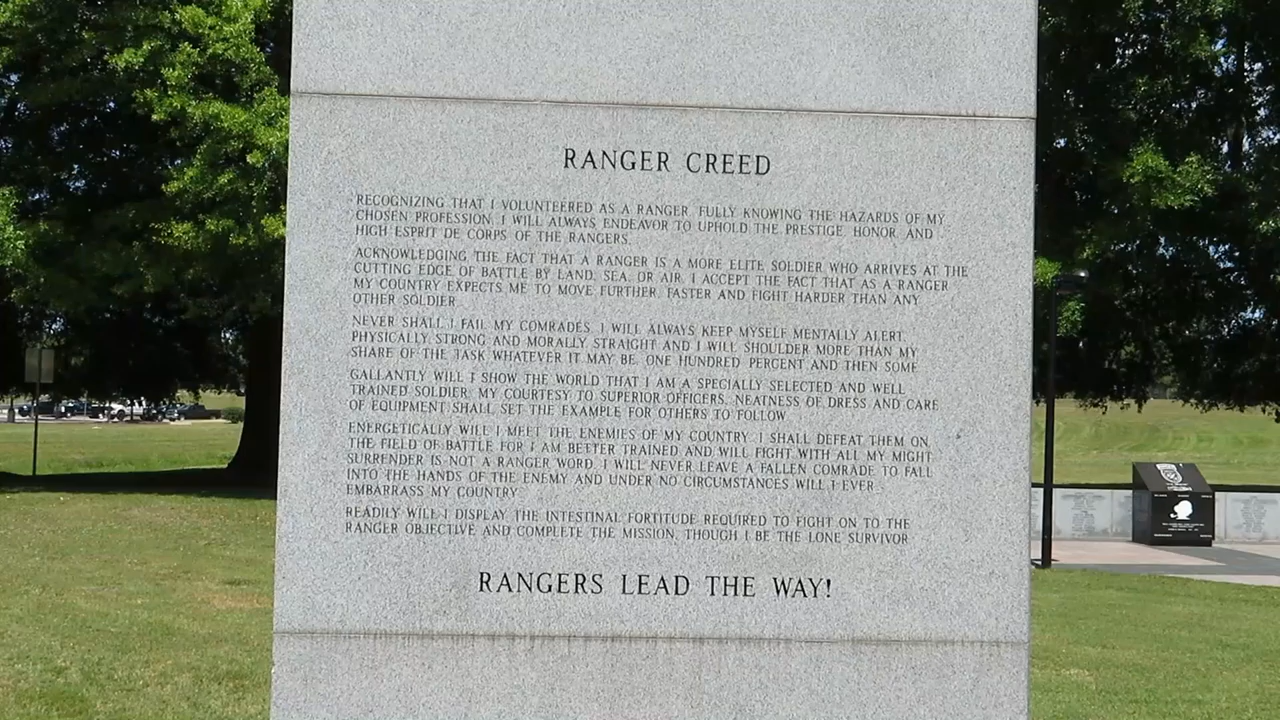 RANGER CREED
RECOGNIZING THAT I VOLUNTEERED AS A RANGER, FULLY KNOWING THE HAZARDS OF MY
CHOSEN PROFESSION, I WILL ALWAYS ENDEAVOR TO UPHOLD THE PRESTIGE, HONOR, AND
HIGH ESPRIT DE CORPS OF THE RANGERS.
ACKNOWLEDGING THE FACT THAT A RANGER IS A MORE ELITE SOLDIER WHO ARRIVES AT THE
CUTTING EDGE OF BATTLE BY LAND, SEA, OR AIR, I ACCEPT THE FACT THAT AS A RANGER
MY COUNTRY EXPECTS ME TO MOVE FURTHER, FASTER AND FIGHT HARDER THAN ANY
OTHER SOLDIER.
NEVER SHALL I FAIL MY COMRADES. I WILL ALWAYS KEEP MYSELF MENTALLY ALERT,
PHYSICALLY STRONG AND MORALLY STRAIGHT AND I WILL SHOULDER MORE THAN MY
SHARE OF THE TASK WHATEVER IT MAY BE, ONE HUNDRED PERCENT AND THEN SOME
GALLANTLY WILL I SHOW THE WORLD THAT I AM A SPECIALLY SELECTED AND WELL
TRAINED SOLDIER. MY COURTESY TO SUPERIOR OFFICERS, NEATNESS OF DRESS AND CARE
OF EQUIPMENT SHALL SET THE EXAMPLE FOR OTHERS TO FOLLOW
ENERGETICALLY WILL I MEET THE ENEMIES OF MY COUNTRY. I SHALL DEFEAT THEM ON
THE FIELD OF BATTLE FOR I AM BETTER TRAINED AND WILL FIGHT WITH ALL MY MIGHT.
SURRENDER IS NOT A RANGER WORD. I WILL NEVER LEAVE A FALLEN COMRADE TO FALL
INTO THE HANDS OF THE ENEMY AND UNDER NO CIRCUMSTANCES WILL I EVER
EMBARRASS MY COUNTRY
READILY WILL I DISPLAY THE INTESTINAL FORTITUDE REQUIRED TO FIGHT ON TO THE
RANGER OBJECTIVE AND COMPLETE THE MISSION, THOUGH I BE THE LONE SURVIVOR
RANGERS LEAD THE WAY!